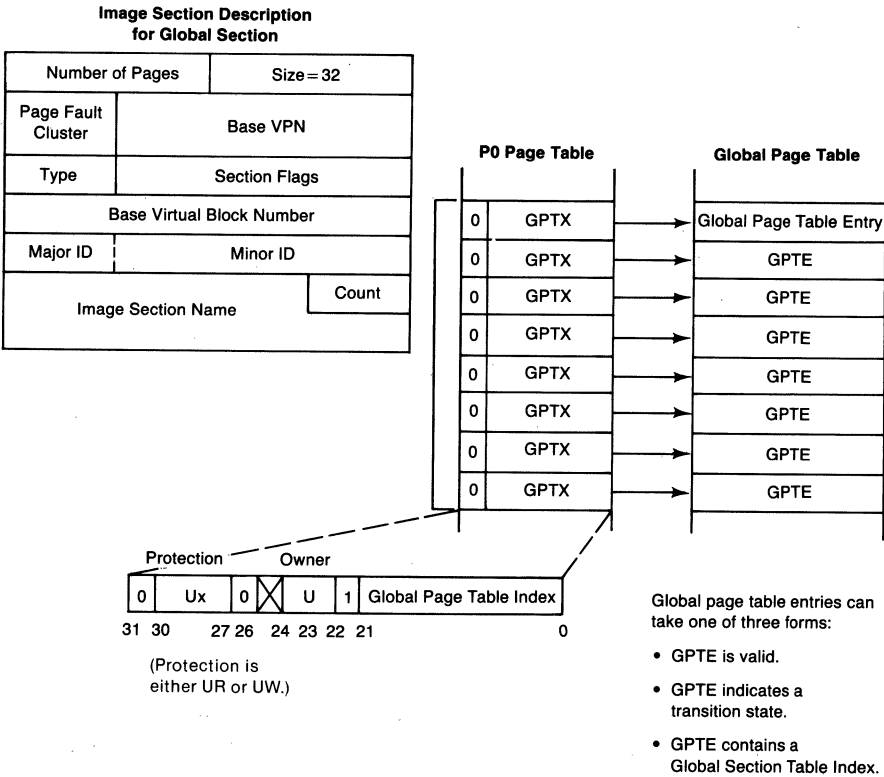 Image Section Description
for Global Section
Number of Pages
Size=32
Page Fault
Cluster
Base VPN
Type
Section Flags
Base Virtual Block Number
Major ID
Minor ID
Image Section Name
Count
P0 Page Table
0 GPTX
0 GPTX
0 GPTX
0 GPTX
0 GPTX
0 GPTX
0 GPTX
0 GPTX
Global Page Table
Global Page Table Entry
GPTE
GPTE
GPTE
GPTE
GPTE
GPTE
GPTE
Protection Owner
0 Ux 0 U 1 Global Page Table Index
31 30 27 26 24 23 22 21 0
(Protection is
either UR or UW.)
Global page table entries can
take one of three forms:
• GPTE is valid.
• GPTE indicates a
transition state.
• GPTE contains a
Global Section Table Index.